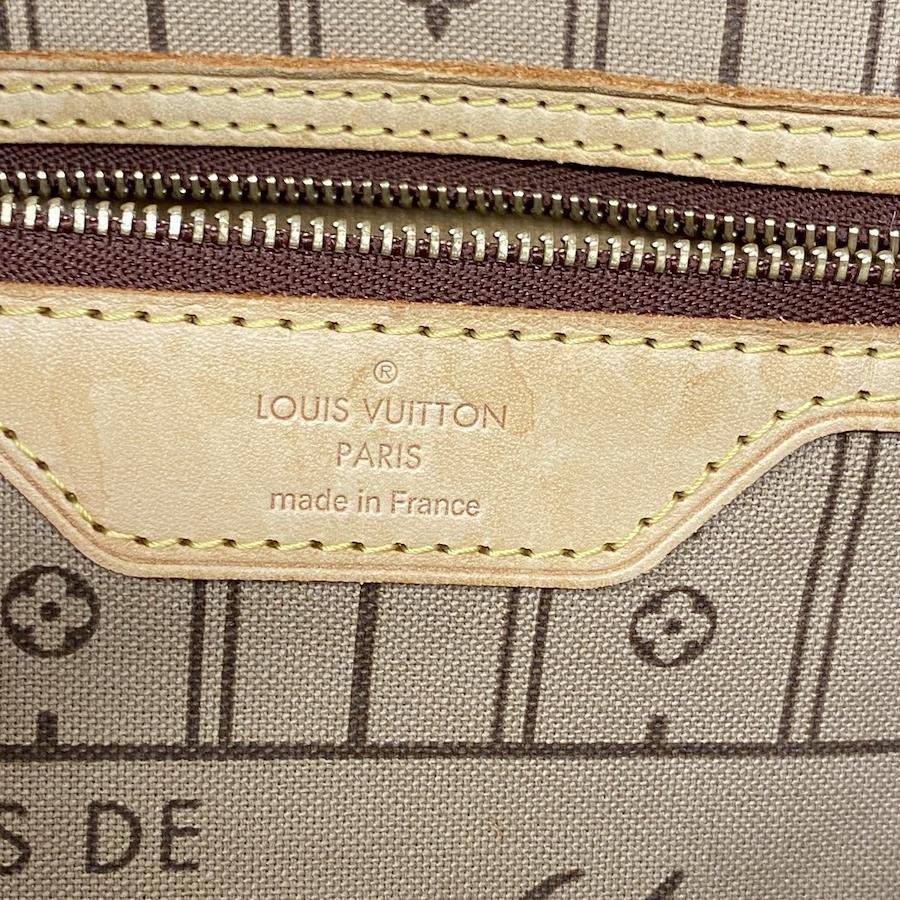 ®
LOUIS VUITTON
PARIS
made in France
S DE